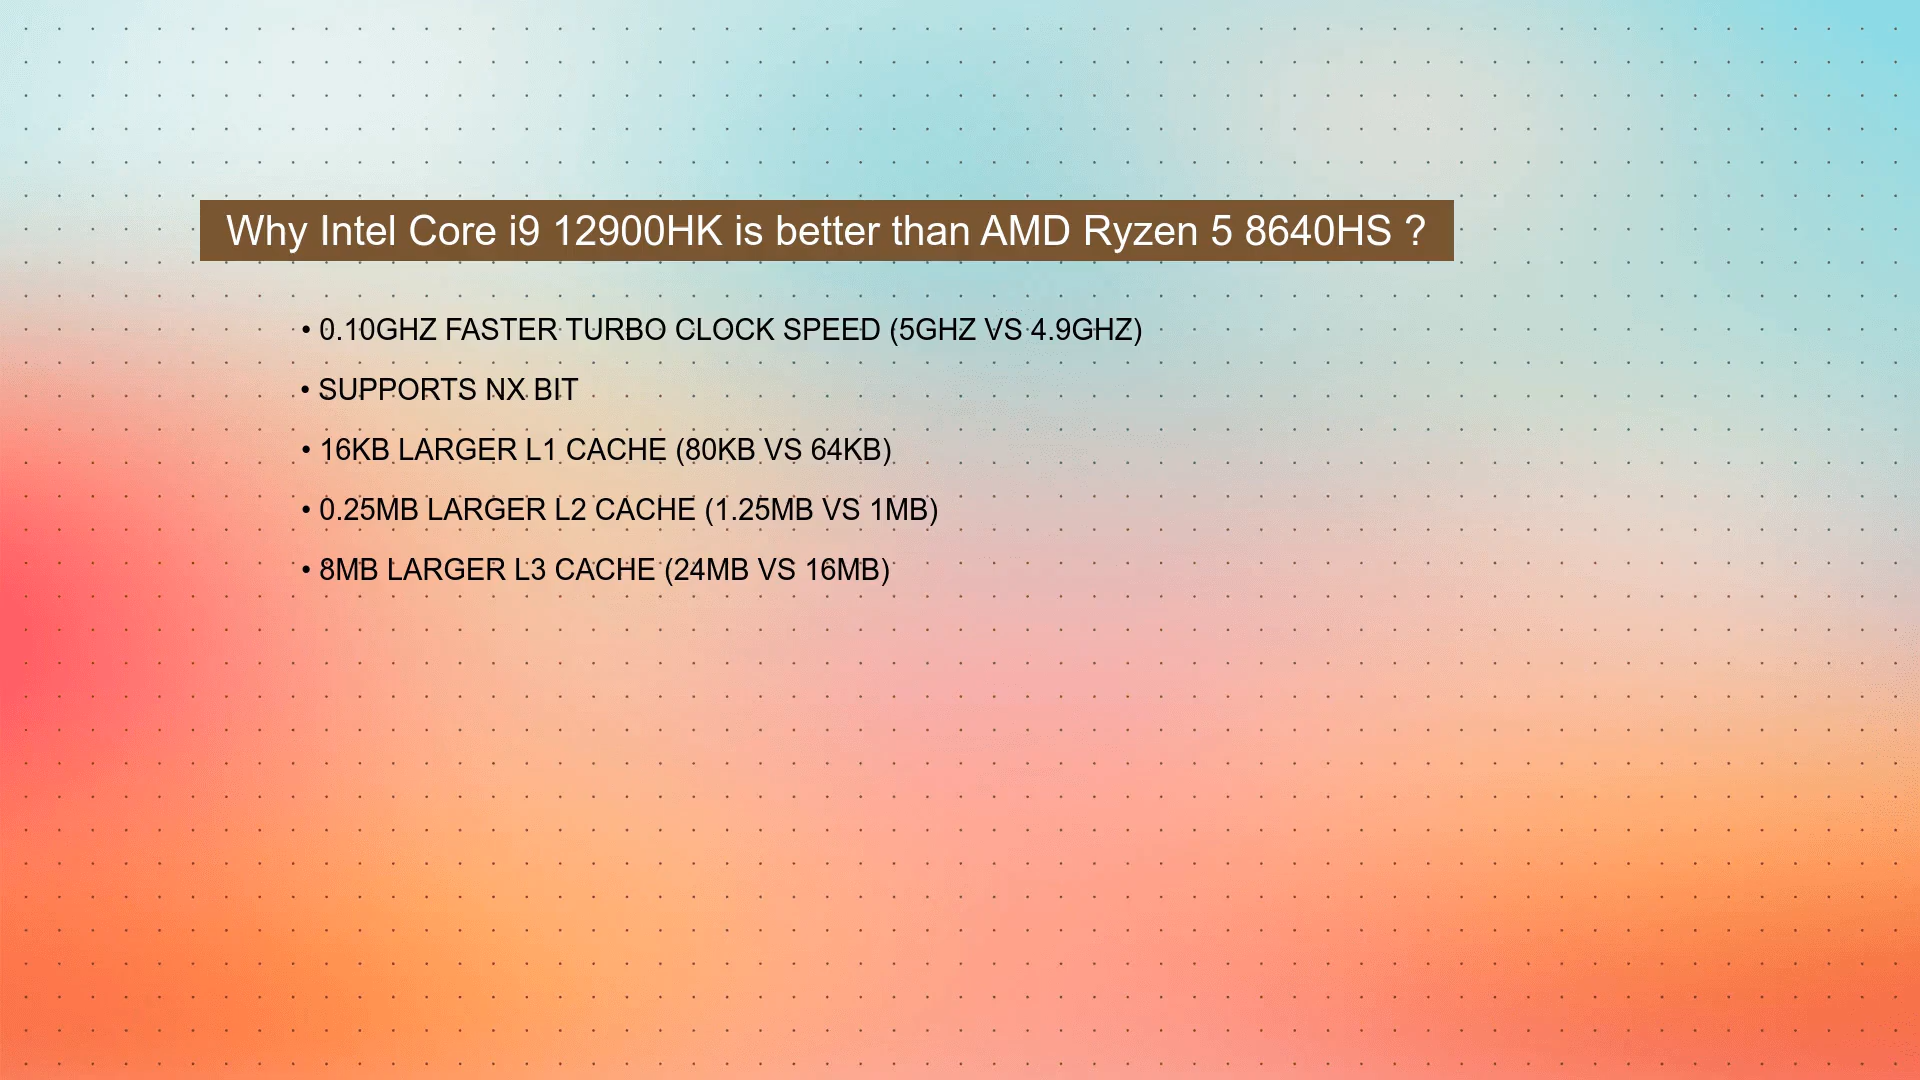 Why Intel Core i9 12900HK is better than AMD Ryzen 5 8640HS ?
• 0.10GHZ FASTER TURBO CLOCK SPEED (5GHZ VS 4.9GHZ)
• SUPPORTS NX BIT
• 16KB LARGER L1 CACHE (80KB VS 64KB)
• 0.25MB LARGER L2 CACHE (1.25MB VS 1MB)
• 8MB LARGER L3 CACHE (24MB VS 16MB)